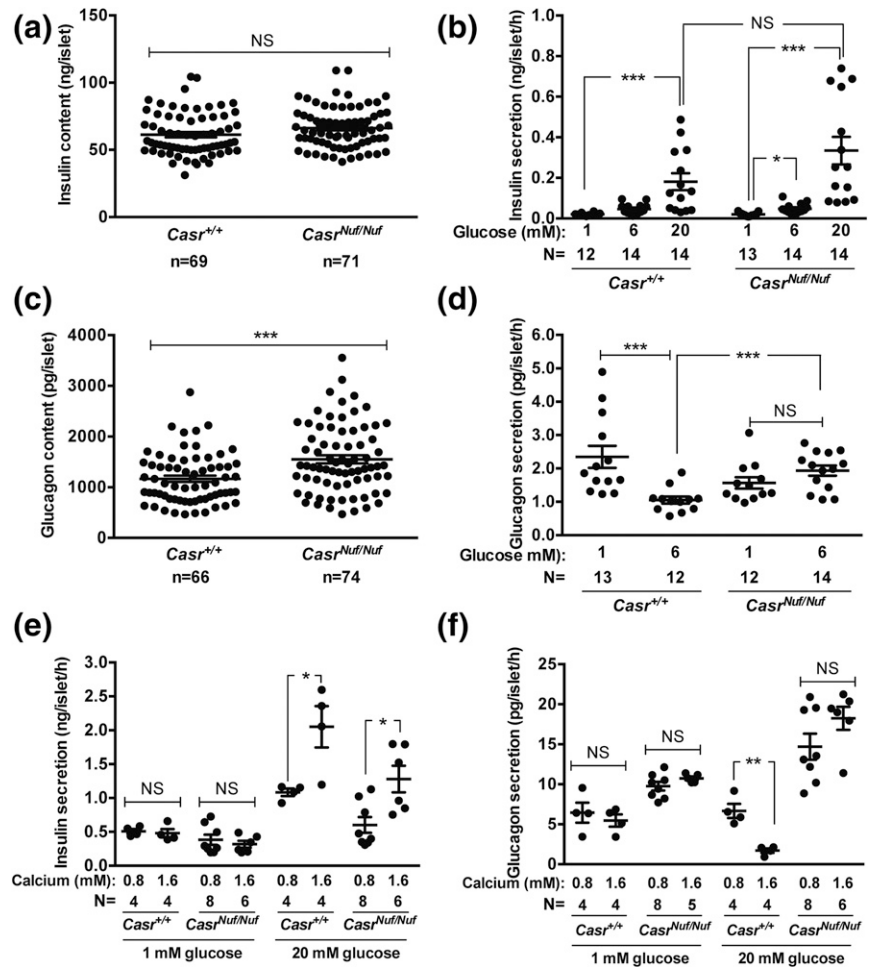 (a)
150
100
50
0
Insulin content (ng/islet)
NS
Casr+/+
CasrNuf/Nuf
n=69
n=71
(b)
1.0
0.8
0.6
0.4
0.2
0.0
Insulin secretion (ng/islet/h)
NS
***
***
*
Glucose (mM): 1 6 20 1 6 20
N= 12 14 14 13 14 14
Casr+/+ CasrNuf/Nuf
(c)
4000
3000
2000
1000
0
Glucagon content (pg/islet)
***
Casr+/+
CasrNuf/Nuf
n=66
n=74
(d)
6.0
5.0
4.0
3.0
2.0
1.0
0.0
Glucagon secretion (pg/islet/h)
***
***
NS
Glucose mM): 1 6 1 6
N= 13 12 12 14
Casr+/+ CasrNuf/Nuf
(e)
3.0
2.5
2.0
1.5
1.0
0.5
0.0
Insulin secretion (ng/islet/h)
NS
NS
*
*
Calcium (mM): 0.8 1.6 0.8 1.6 0.8 1.6 0.8 1.6
N= 4 4 8 6 4 4 8 6
Casr+/+ CasrNuf/Nuf Casr+/+ CasrNuf/Nuf
1 mM glucose 20 mM glucose
(f)
25
20
15
10
5
0
Glucagon secretion (pg/islet/h)
NS
NS
**
NS
Calcium (mM): 0.8 1.6 0.8 1.6 0.8 1.6 0.8 1.6
N= 4 4 8 5 4 4 8 6
Casr+/+ CasrNuf/Nuf Casr+/+ CasrNuf/Nuf
1 mM glucose 20 mM glucose